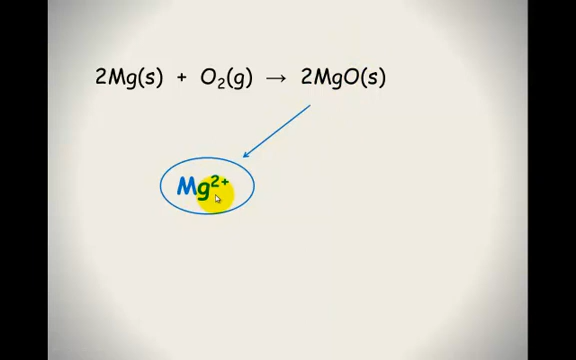 2Mg(s) + O₂(g) → 2MgO(s)
Mg²⁺